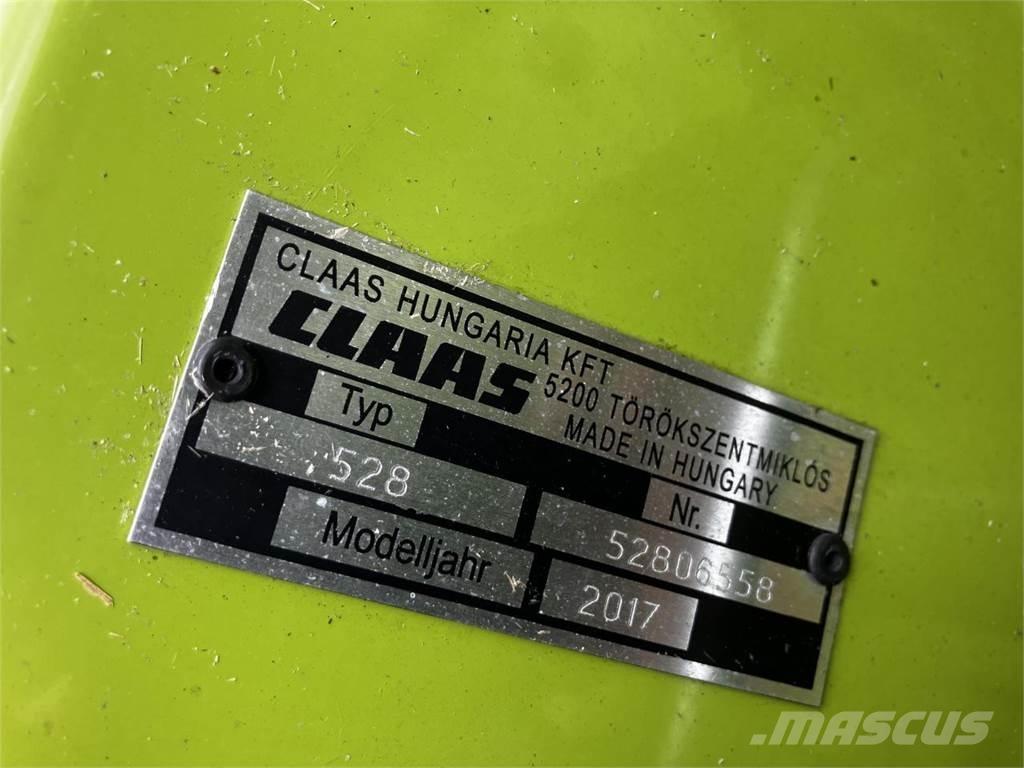 CLAAS HUNGARIA KFT
CLAAS
5200 TÖRÖKSZENTMIKLÓS
MADE IN HUNGARY
Typ
528
Nr.
52806558
Modelljahr
2017
MASCUS